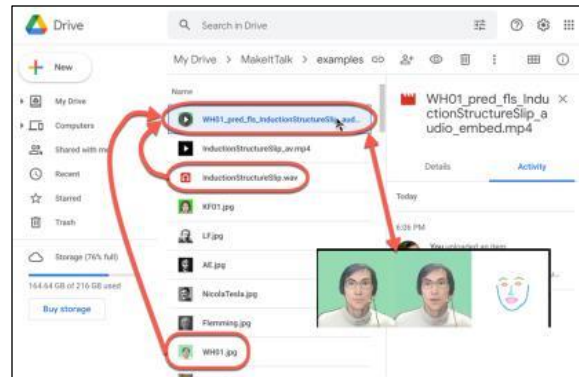 Drive
Search in Drive
New
My Drive
Computers
Shared with me
Recent
Starred
Trash
Storage (76% full)
164.64 GB of 216 GB used
Buy storage
My Drive > MakeItTalk > examples
Name
WH01_pred_fls_InductionStructureSlip_aud...
InductionStructureSlip_av.mp4
InductionStructureSlip.wav
KF01.jpg
LF.jpg
AE.jpg
NicolaTesla.jpg
Flemming.jpg
WH01.jpg
WH01_pred_fls_Indu
ctionStructureSlip_a
udio_embed.mp4
Details
Activity
Today
6:26 PM
You uploaded an item